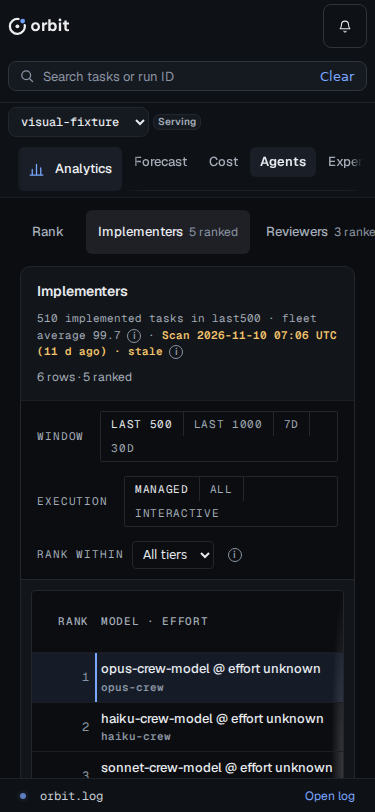 orbit
Search tasks or run ID Clear
visual-fixture Serving
Analytics Forecast Cost Agents Exper
Rank Implementers 5 ranked Reviewers 3 ranke
Implementers
510 implemented tasks in last500 · fleet
average 99.7 · Scan 2026-11-10 07:06 UTC
(11 d ago) · stale
6 rows · 5 ranked
WINDOW LAST 500 LAST 1000 7D
30D
EXECUTION MANAGED ALL
INTERACTIVE
RANK WITHIN All tiers
RANK MODEL · EFFORT
1 opus-crew-model @ effort unknown
opus-crew
2 haiku-crew-model @ effort unknown
haiku-crew
3 sonnet-crew-model @ effort unknown
orbit.log Open log